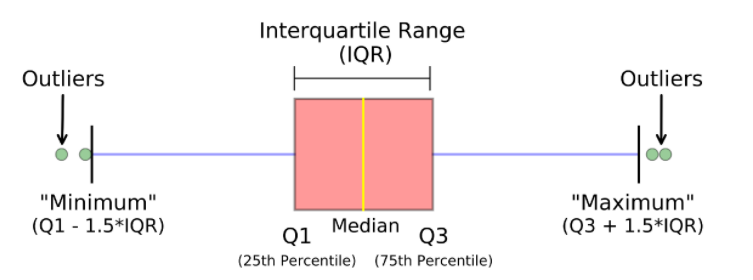 Interquartile Range
(IQR)
Outliers
Outliers
"Minimum"
(Q1 - 1.5*IQR)
"Maximum"
(Q3 + 1.5*IQR)
Median
Q1
Q3
(25th Percentile)
(75th Percentile)